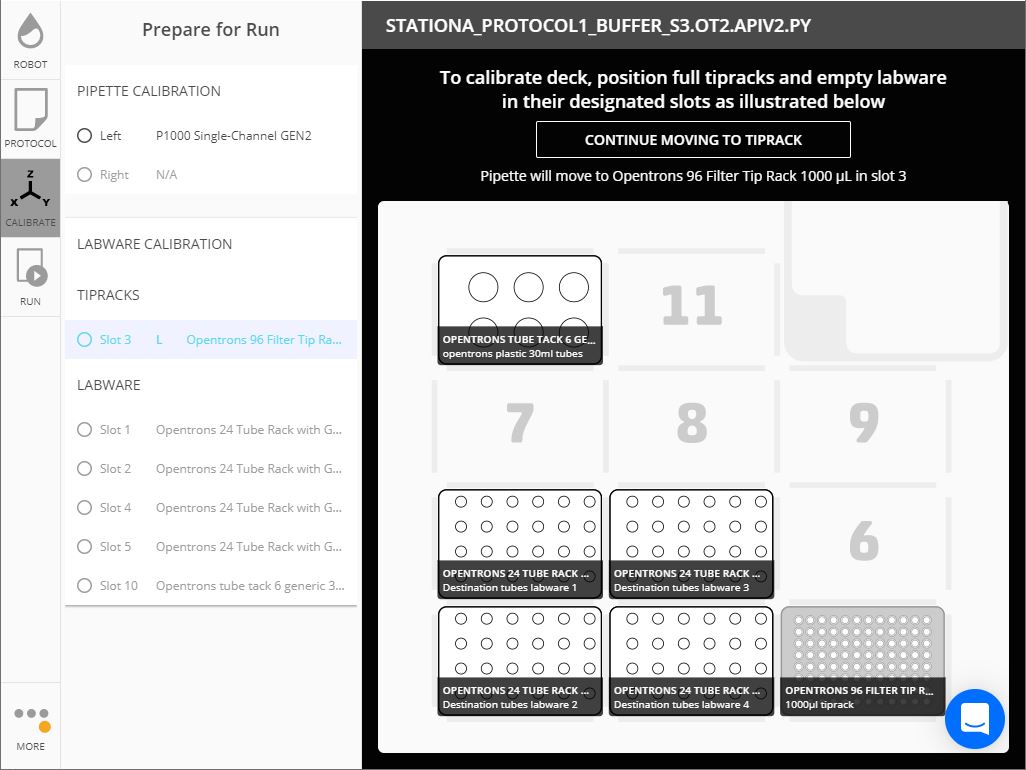 ROBOT
PROTOCOL
Z
X Y
CALIBRATE
RUN
MORE
Prepare for Run
PIPETTE CALIBRATION
Left P1000 Single-Channel GEN2
Right N/A
LABWARE CALIBRATION
TIPRACKS
Slot 3 L Opentrons 96 Filter Tip Ra...
LABWARE
Slot 1 Opentrons 24 Tube Rack with G...
Slot 2 Opentrons 24 Tube Rack with G...
Slot 4 Opentrons 24 Tube Rack with G...
Slot 5 Opentrons 24 Tube Rack with G...
Slot 10 Opentrons tube tack 6 generic 3...
STATIONA_PROTOCOL1_BUFFER_S3.OT2.APIV2.PY
To calibrate deck, position full tipracks and empty labware
in their designated slots as illustrated below
CONTINUE MOVING TO TIPRACK
Pipette will move to Opentrons 96 Filter Tip Rack 1000 µL in slot 3
OPENTRONS TUBE TACK 6 GE...
opentrons plastic 30ml tubes
11
7
8
9
OPENTRONS 24 TUBE RACK ...
Destination tubes labware 1
OPENTRONS 24 TUBE RACK ...
Destination tubes labware 3
6
OPENTRONS 24 TUBE RACK ...
Destination tubes labware 2
OPENTRONS 24 TUBE RACK ...
Destination tubes labware 4
OPENTRONS 96 FILTER TIP R...
1000µl tiprack